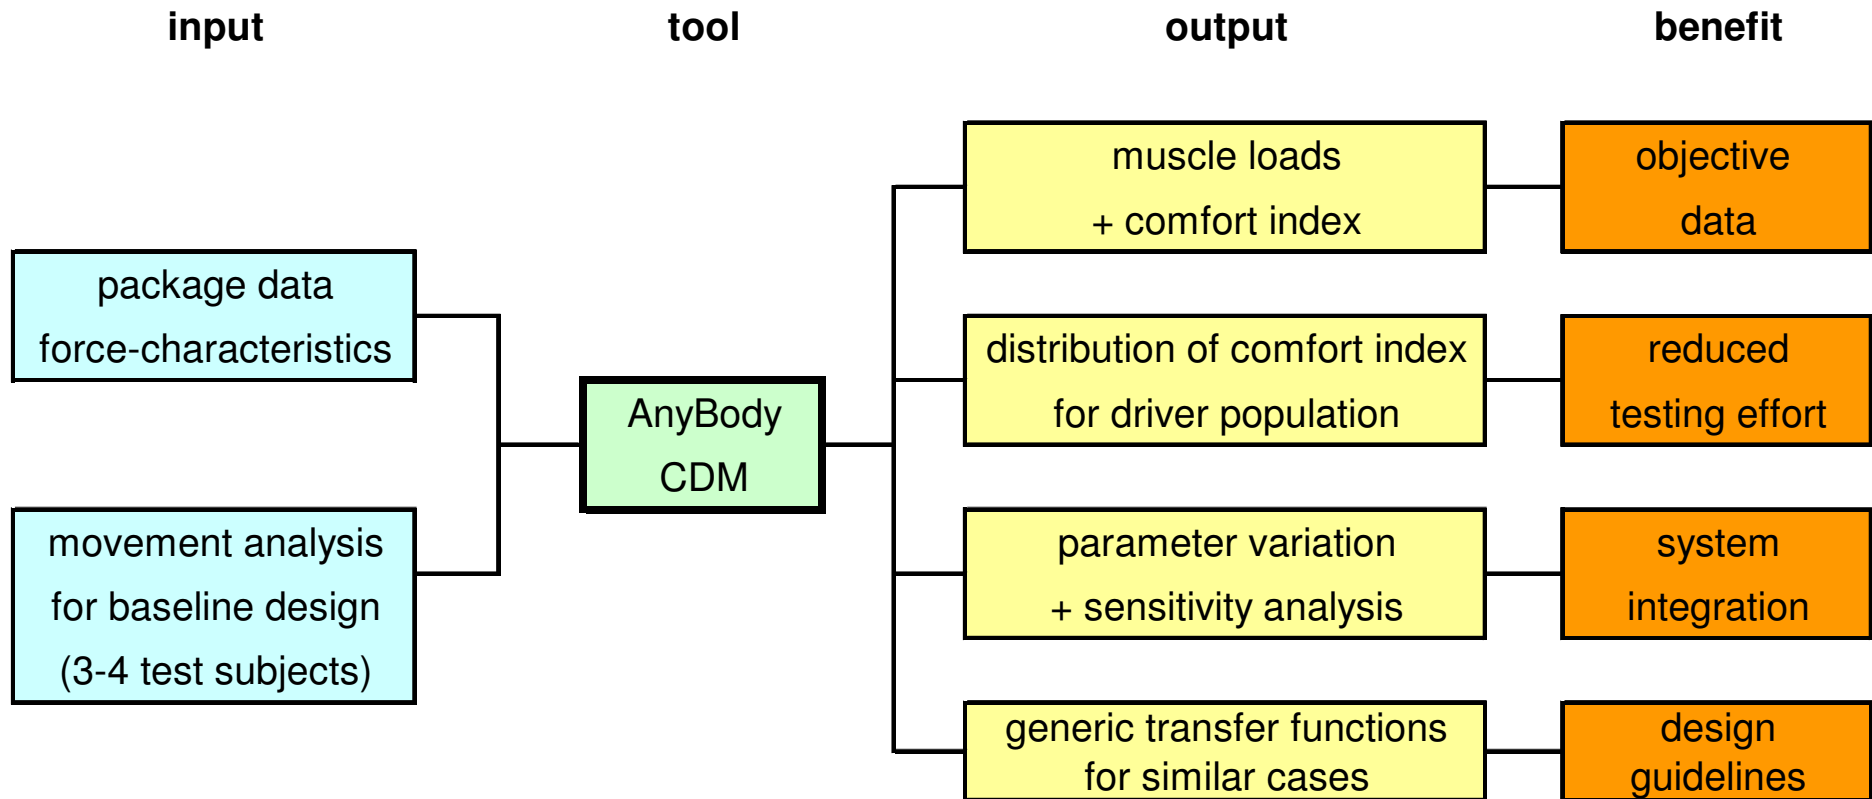 input
tool
output
benefit
package data
force-characteristics
movement analysis
for baseline design
(3-4 test subjects)
AnyBody
CDM
muscle loads
+ comfort index
objective
data
distribution of comfort index
for driver population
reduced
testing effort
parameter variation
+ sensitivity analysis
system
integration
generic transfer functions
for similar cases
design
guidelines